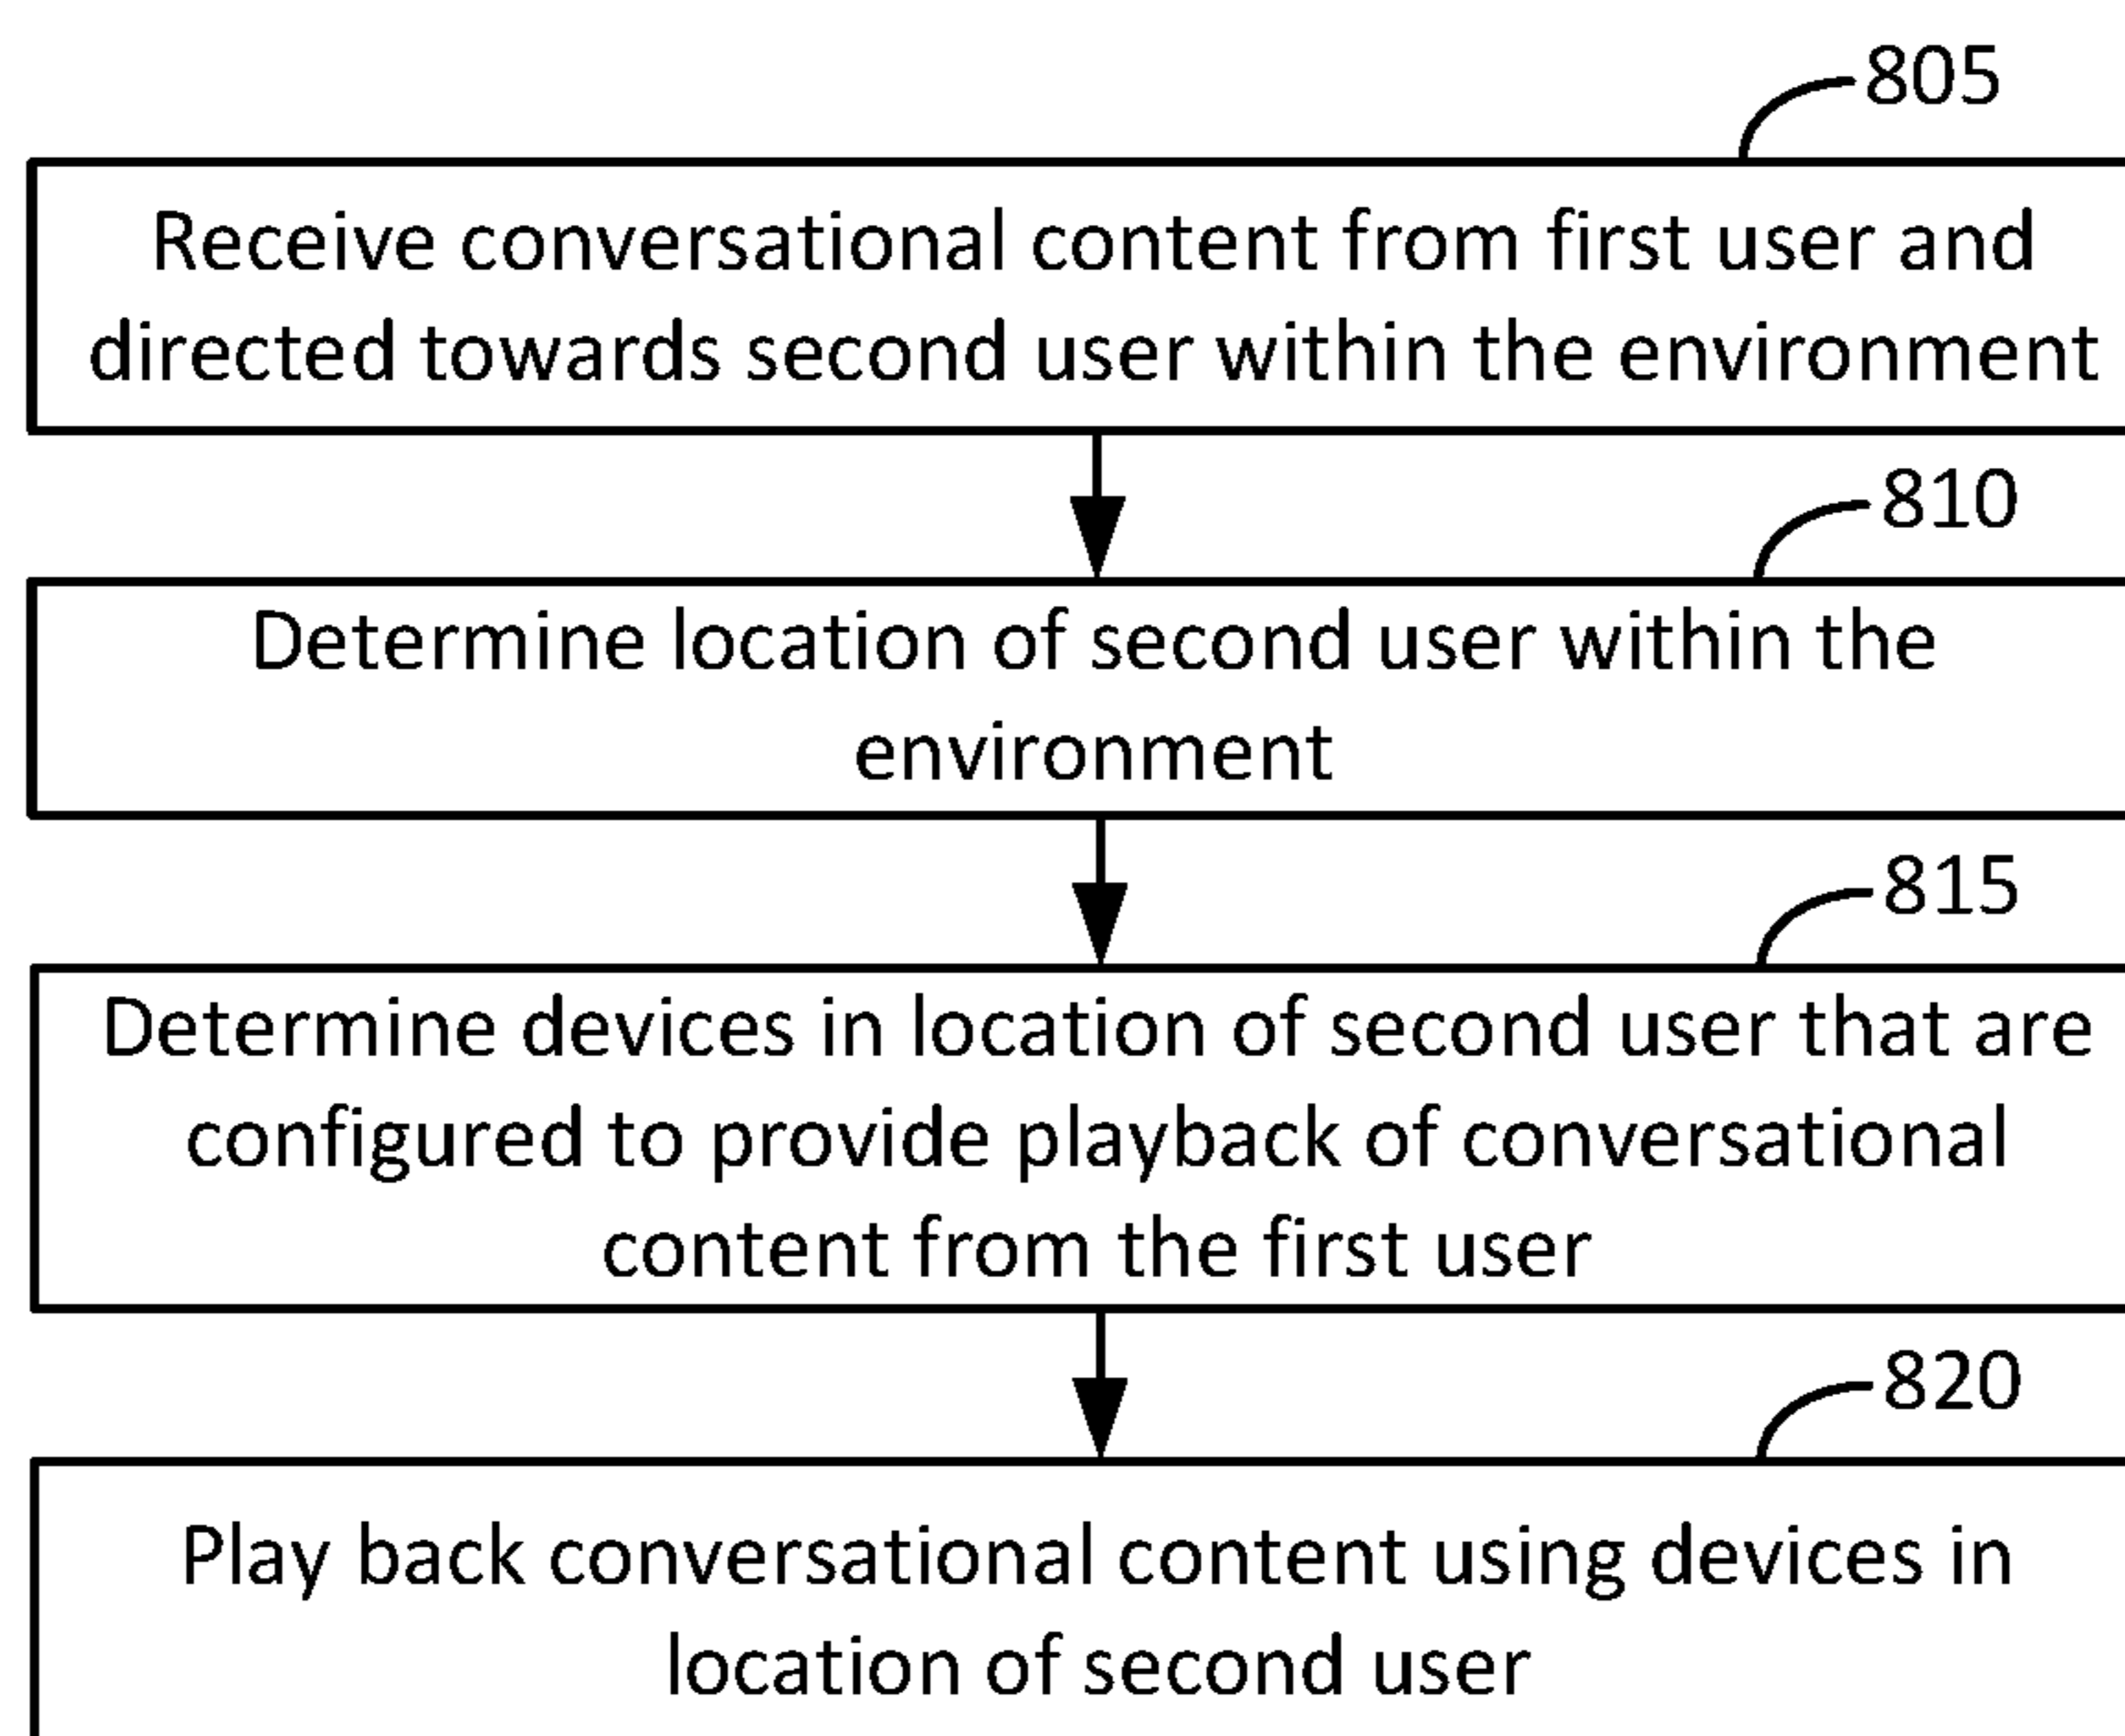 805
Receive conversational content from first user and
directed towards second user within the environment
810
Determine location of second user within the
environment
815
Determine devices in location of second user that are
configured to provide playback of conversational
content from the first user
820
Play back conversational content using devices in
location of second user